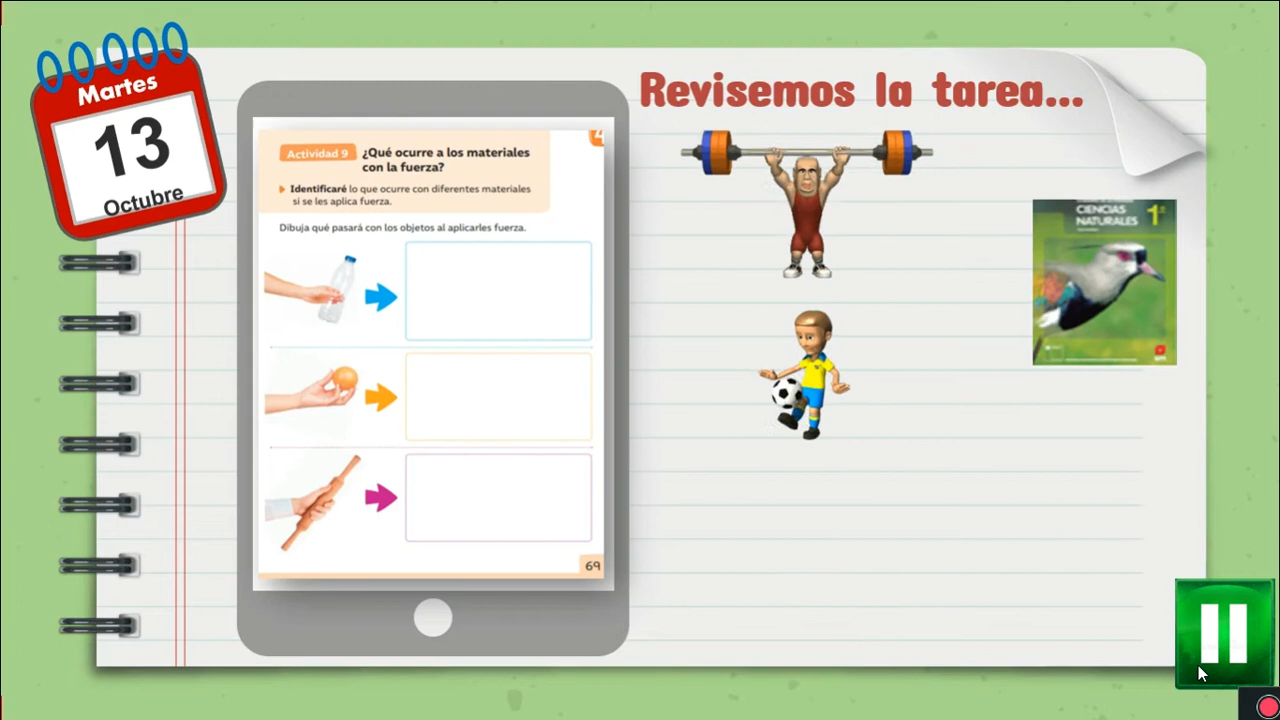 Martes
13
Octubre
Revisemos la tarea...
Actividad 9
¿Qué ocurre a los materiales
con la fuerza?
Identificaré lo que ocurre con diferentes materiales
si se les aplica fuerza.
Dibuja qué pasará con los objetos al aplicarles fuerza.
69
CIENCIAS
NATURALES
1°